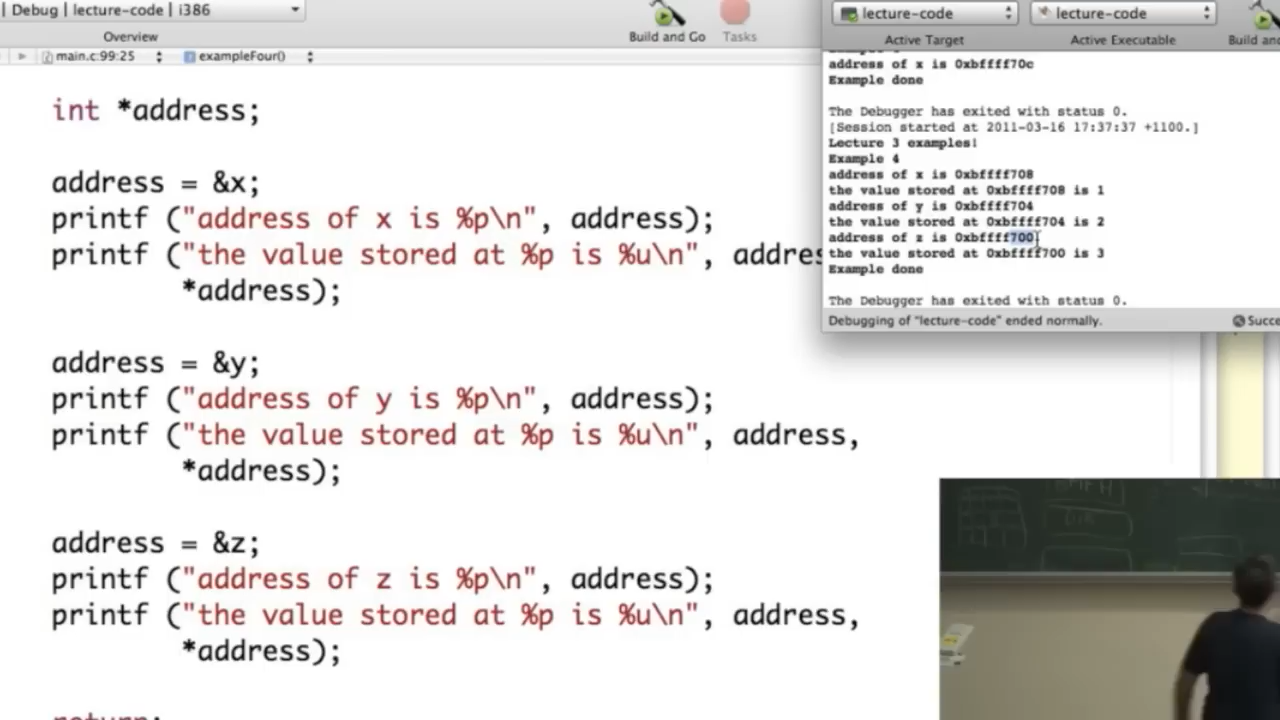 | Debug | lecture-code | i386
Overview
Build and Go
Tasks
main.c:99:25
exampleFour()
int *address;
address = &x;
printf ("address of x is %p\n", address);
printf ("the value stored at %p is %u\n", addre
*address);
address = &y;
printf ("address of y is %p\n", address);
printf ("the value stored at %p is %u\n", address,
*address);
address = &z;
printf ("address of z is %p\n", address);
printf ("the value stored at %p is %u\n", address,
*address);
return;
lecture-code
lecture-code
Active Target
Active Executable
Build and
address of x is 0xbffff70c
Example done
The Debugger has exited with status 0.
[Session started at 2011-03-16 17:37:37 +1100.]
Lecture 3 examples!
Example 4
address of x is 0xbffff708
the value stored at 0xbffff708 is 1
address of y is 0xbffff704
the value stored at 0xbffff704 is 2
address of z is 0xbffff700
the value stored at 0xbffff700 is 3
Example done
The Debugger has exited with status 0.
Debugging of "lecture-code" ended normally.
Succe